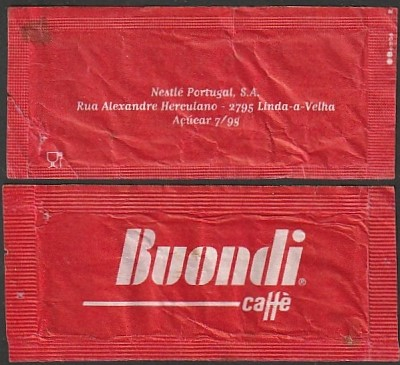 Nestlé Portugal, S.A.
Rua Alexandre Herculano - 2795 Linda-a-Velha
Açúcar 7/98
Buondi®
caffè